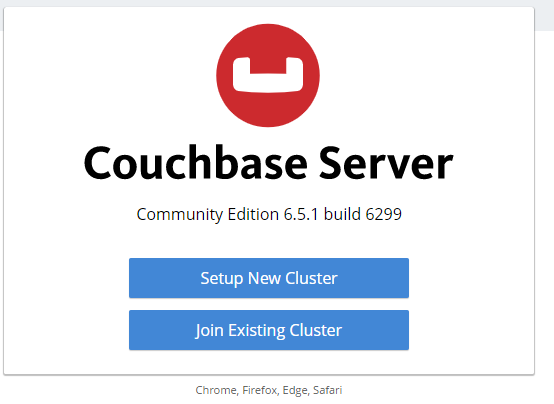 Couchbase Server
Community Edition 6.5.1 build 6299
Setup New Cluster
Join Existing Cluster
Chrome, Firefox, Edge, Safari